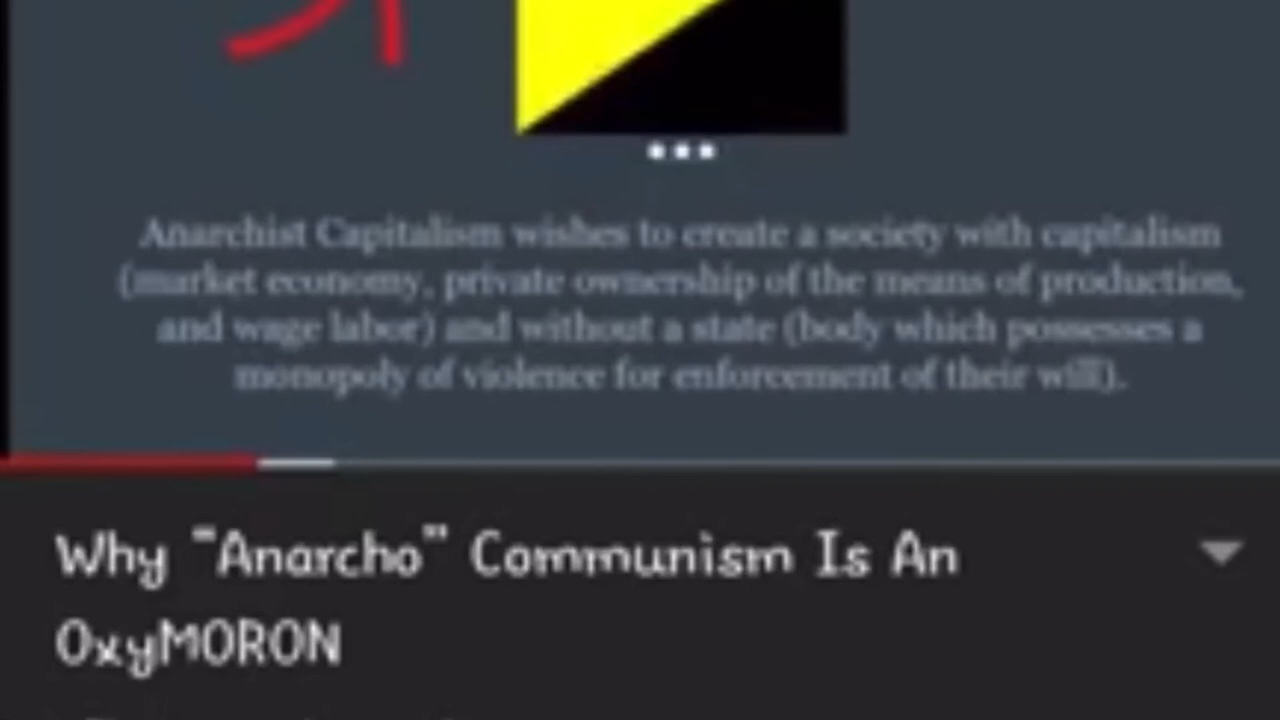 Anarchist Capitalism wishes to create a society with capitalism
(market economy, private ownership of the means of production,
and wage labor) and without a state (body which possesses a
monopoly of violence for enforcement of their will).
Why "Anarcho" Communism Is An
OxyMORON